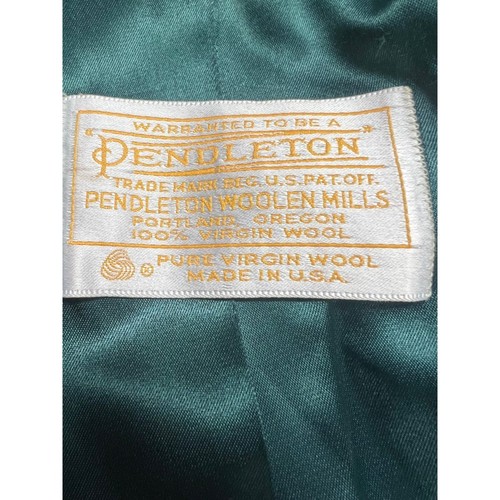 WARRANTED TO BE A
"PENDLETON"
TRADE MARK REG. U.S. PAT. OFF.
PENDLETON WOOLEN MILLS
PORTLAND, OREGON
100% VIRGIN WOOL
® PURE VIRGIN WOOL
MADE IN U.S.A.